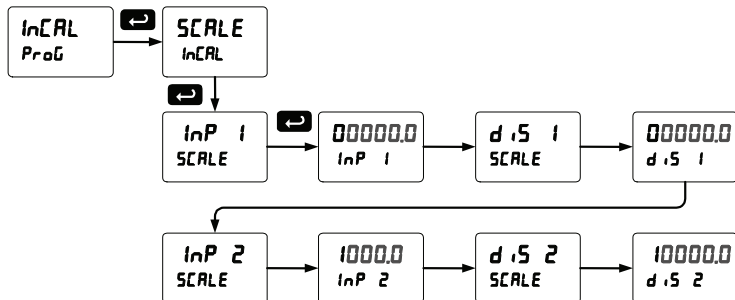 InCAL
ProG
SCALE
InCAL
InP 1
SCALE
00000.0
InP 1
diS 1
SCALE
00000.0
diS 1
InP 2
SCALE
1000.0
InP 2
diS 2
SCALE
10000.0
diS 2